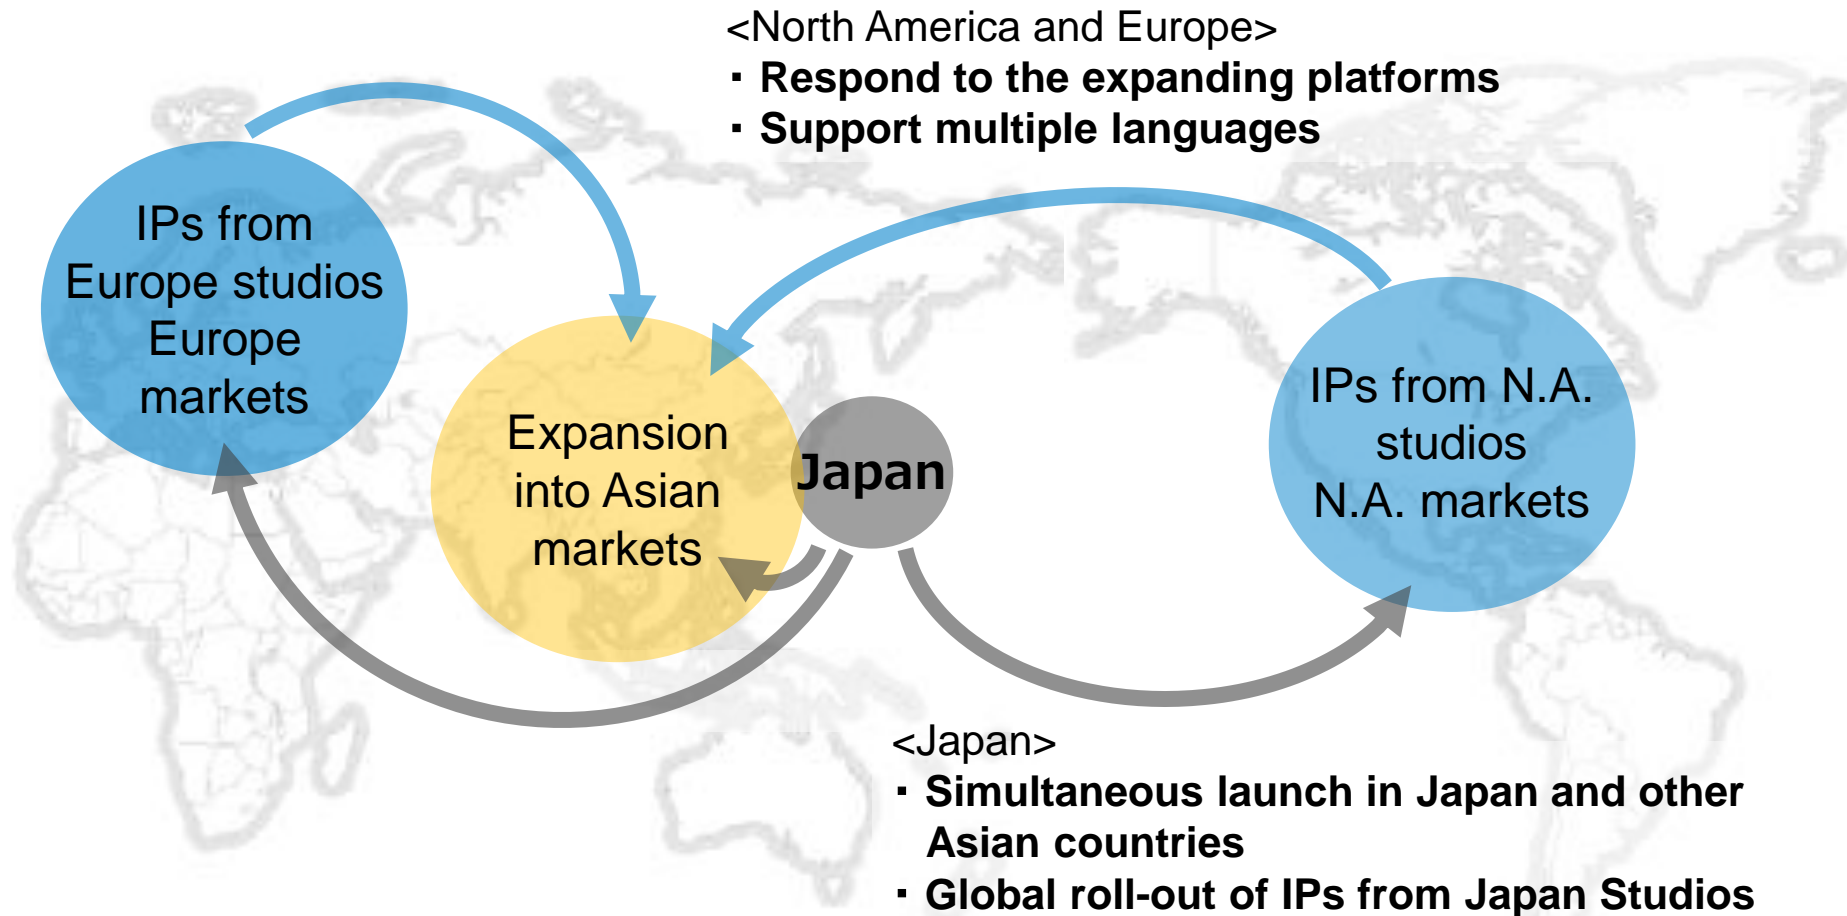 <North America and Europe>
▪ Respond to the expanding platforms
▪ Support multiple languages
IPs from
Europe studios
Europe
markets
Expansion
into Asian
markets
Japan
IPs from N.A.
studios
N.A. markets
<Japan>
▪ Simultaneous launch in Japan and other
Asian countries
▪ Global roll-out of IPs from Japan Studios